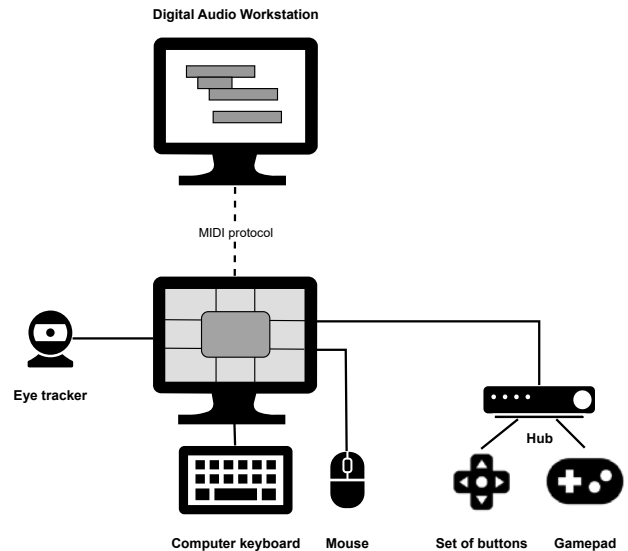 Digital Audio Workstation
MIDI protocol
Eye tracker
Hub
Computer keyboard
Mouse
Set of buttons
Gamepad